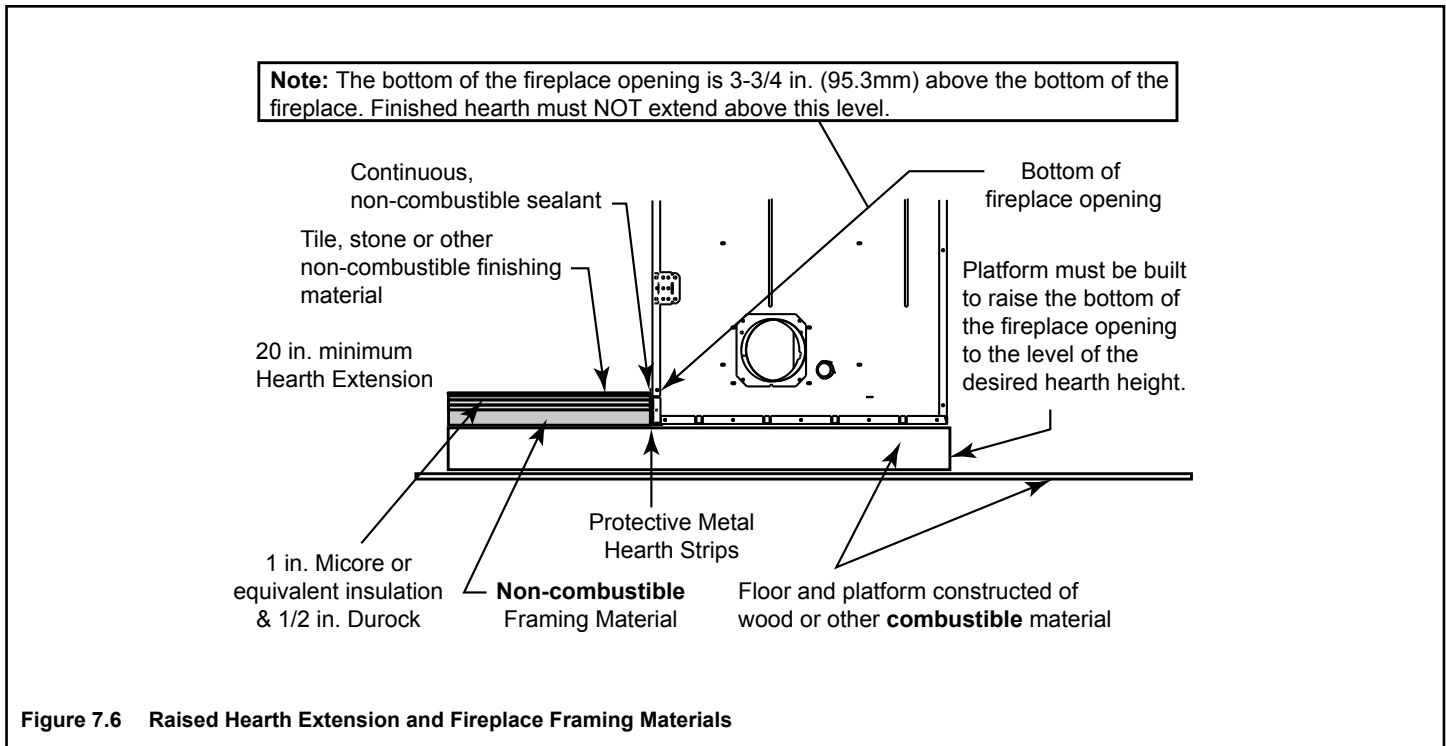 Note: The bottom of the fireplace opening is 3-3/4 in. (95.3mm) above the bottom of the
fireplace. Finished hearth must NOT extend above this level.
Continuous,
non-combustible sealant
Bottom of
fireplace opening
Tile, stone or other
non-combustible finishing
material
Platform must be built
to raise the bottom of
the fireplace opening
to the level of the
desired hearth height.
20 in. minimum
Hearth Extension
Protective Metal
Hearth Strips
1 in. Micore or
equivalent insulation
& 1/2 in. Durock
Non-combustible
Framing Material
Floor and platform constructed of
wood or other combustible material
Figure 7.6 Raised Hearth Extension and Fireplace Framing Materials